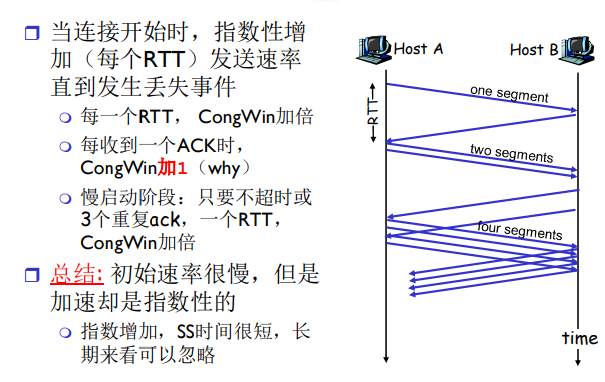 当连接开始时，指数性增
加（每个RTT）发送速率
直到发生丢失事件
每一个RTT， CongWin加倍
每收到一个ACK时，
CongWin加1（why）
慢启动阶段：只要不超时或
3个重复ack，一个RTT，
CongWin加倍
总结: 初始速率很慢，但是
加速却是指数性的
指数增加，SS时间很短，长
期来看可以忽略
Host A
Host B
RTT
one segment
two segments
four segments
time